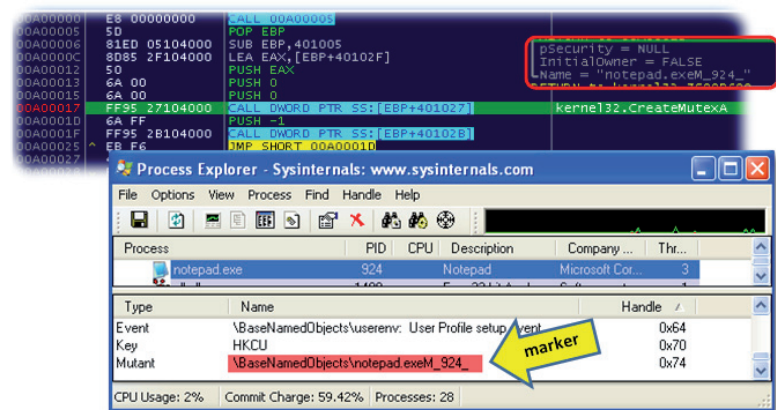 00A00000 E8 00000000 CALL 00A00005
00A00005 5D POP EBP
00A00006 81ED 05104000 SUB EBP,401005
00A0000C 8D85 2F104000 LEA EAX,[EBP+40102F]
00A00012 50 PUSH EAX
00A00013 6A 00 PUSH 0
00A00015 6A 00 PUSH 0
00A00017 FF95 27104000 CALL DWORD PTR SS:[EBP+401027] kernel32.CreateMutexA
00A0001D 6A FF PUSH -1
00A0001F FF95 2B104000 CALL DWORD PTR SS:[EBP+40102B]
00A00025 ^ EB F6 JMP SHORT 00A0001D
00A00027
pSecurity = NULL
InitialOwner = FALSE
Name = "notepad.exeM_924_"
Process Explorer - Sysinternals: www.sysinternals.com
File Options View Process Find Handle Help
Process PID CPU Description Company ... Thr...
notepad.exe 924 Notepad Microsoft Cor... 3
Type Name Handle
Event \BaseNamedObjects\userenv: User Profile setup event 0x64
Key HKCU 0x70
Mutant \BaseNamedObjects\notepad.exeM_924_ 0x74
marker
CPU Usage: 2% Commit Charge: 59.42% Processes: 28